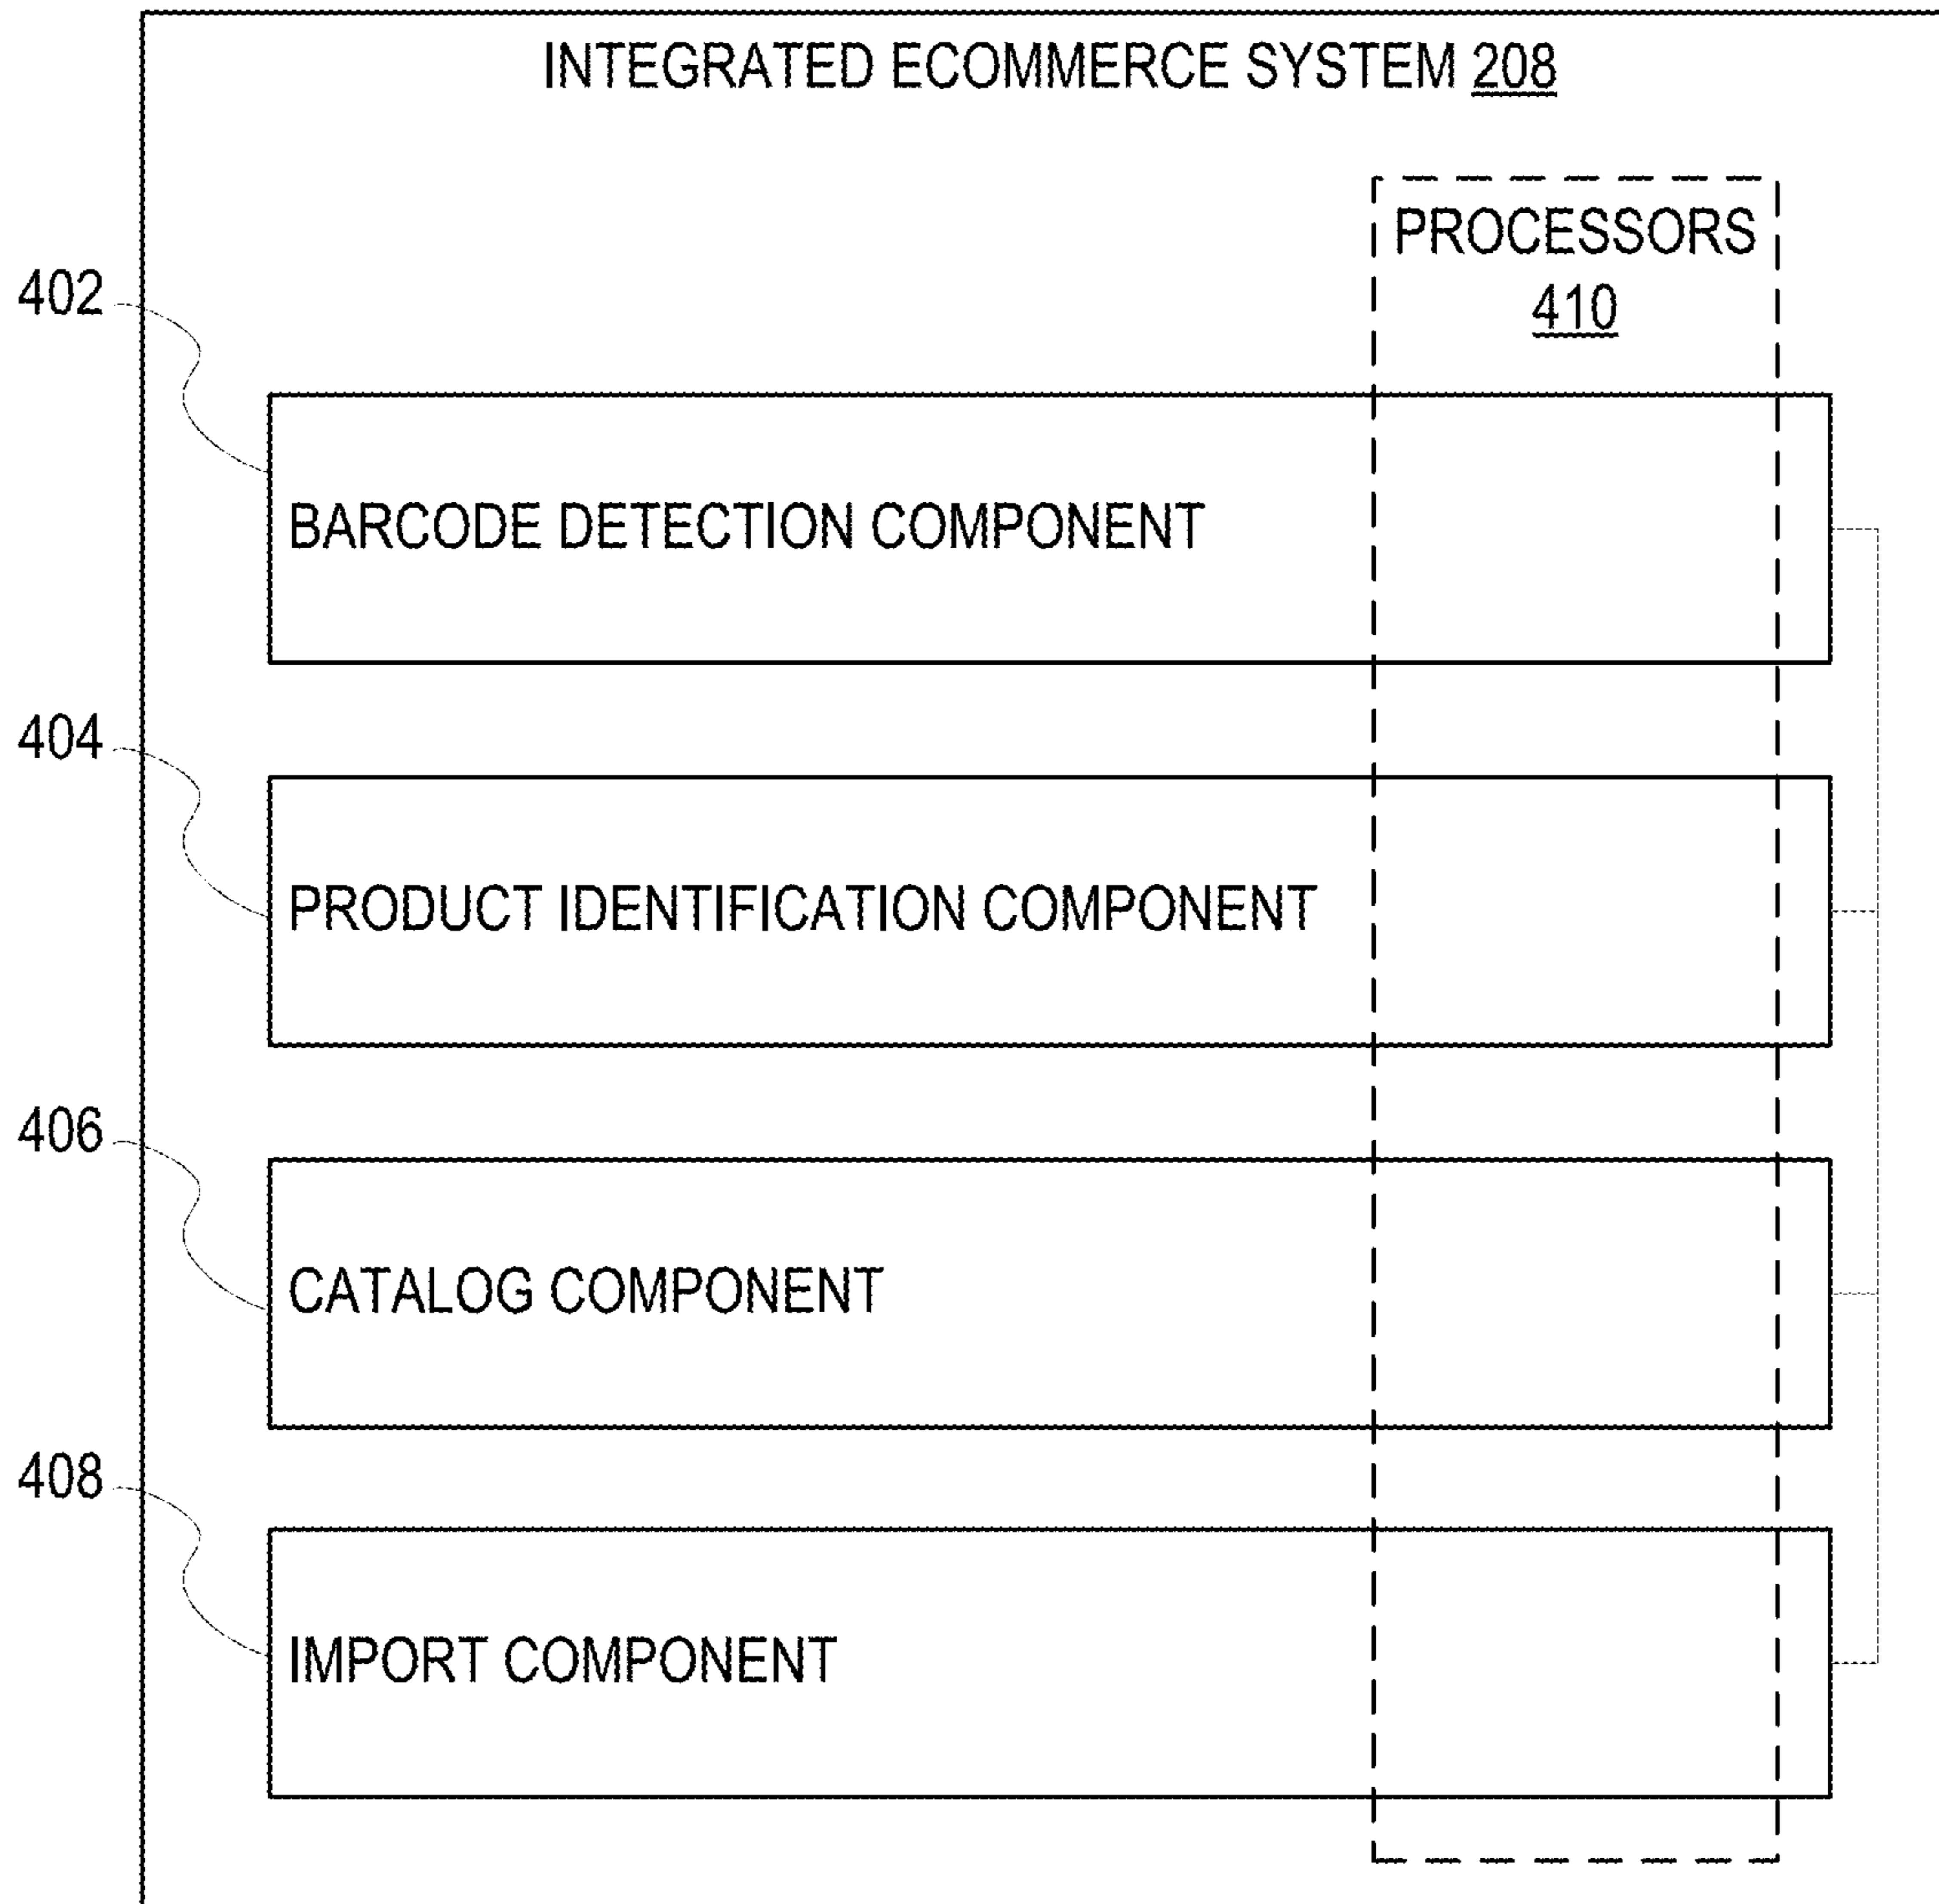 INTEGRATED ECOMMERCE SYSTEM 208
PROCESSORS
410
402
BARCODE DETECTION COMPONENT
404
PRODUCT IDENTIFICATION COMPONENT
406
CATALOG COMPONENT
408
IMPORT COMPONENT